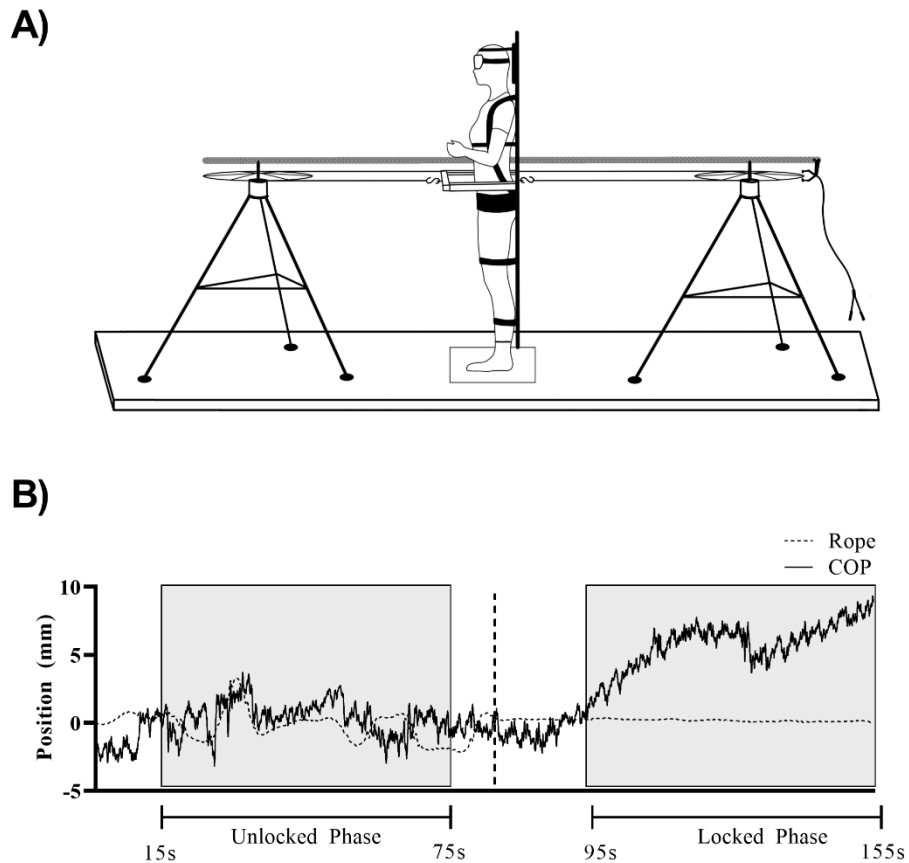 A)
B)
Rope
COP
10
5
0
-5
Position (mm)
Unlocked Phase
Locked Phase
15s
75s
95s
155s